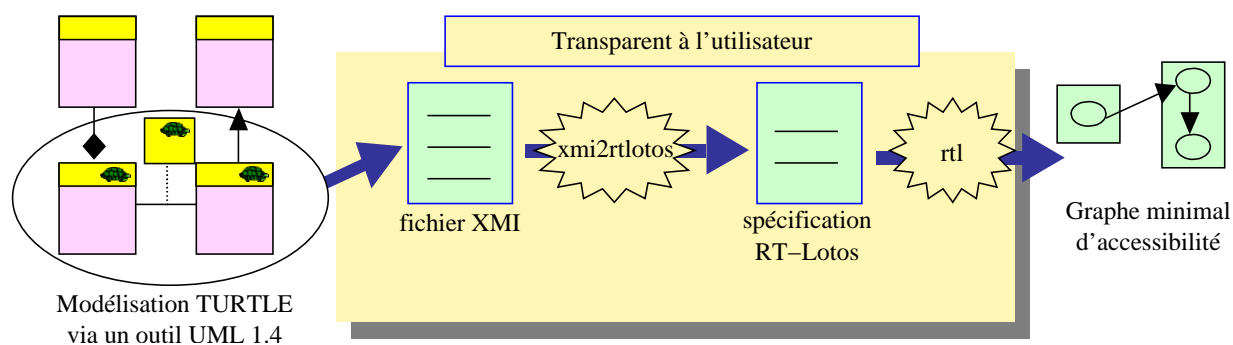 Transparent à l'utilisateur
xmi2rtlotos
rtl
fichier XMI
spécification
RT−Lotos
Graphe minimal
d'accessibilité
Modélisation TURTLE
via un outil UML 1.4